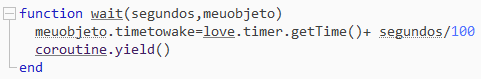 function wait(segundos,meuobjeto)
meuobjeto.timetowake=love.timer.getTime()+ segundos/100
coroutine.yield()
end